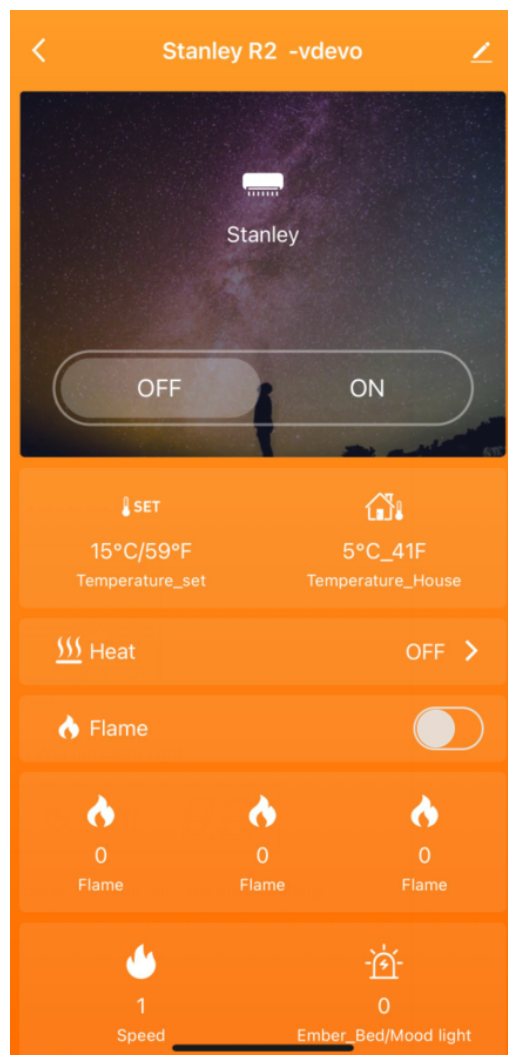 Stanley R2 -vdevo
Stanley
OFF ON
SET
15°C/59°F 5°C_41F
Temperature_set Temperature_House
Heat OFF
Flame
0 0 0
Flame Flame Flame
1 0
Speed Ember_Bed/Mood light